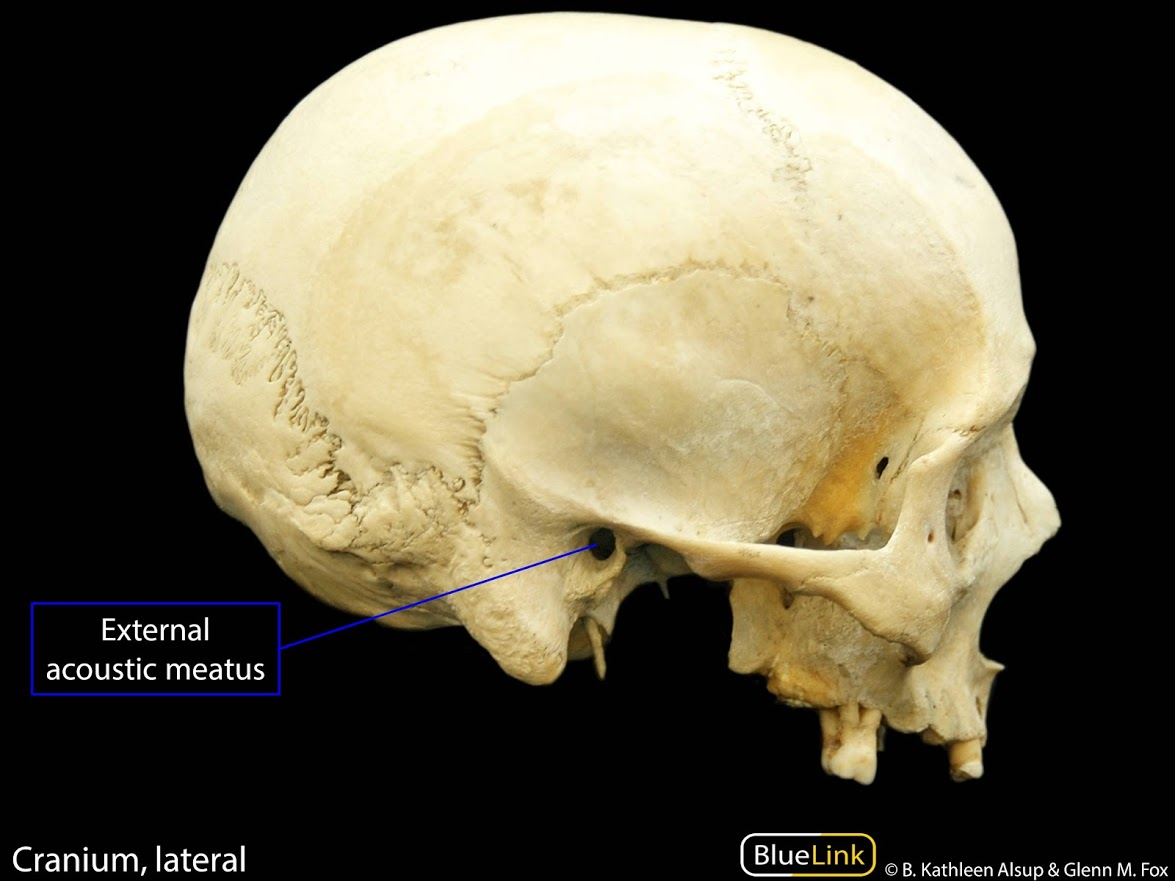 External
acoustic meatus
Cranium, lateral
BlueLink
© B. Kathleen Alsup & Glenn M. Fox